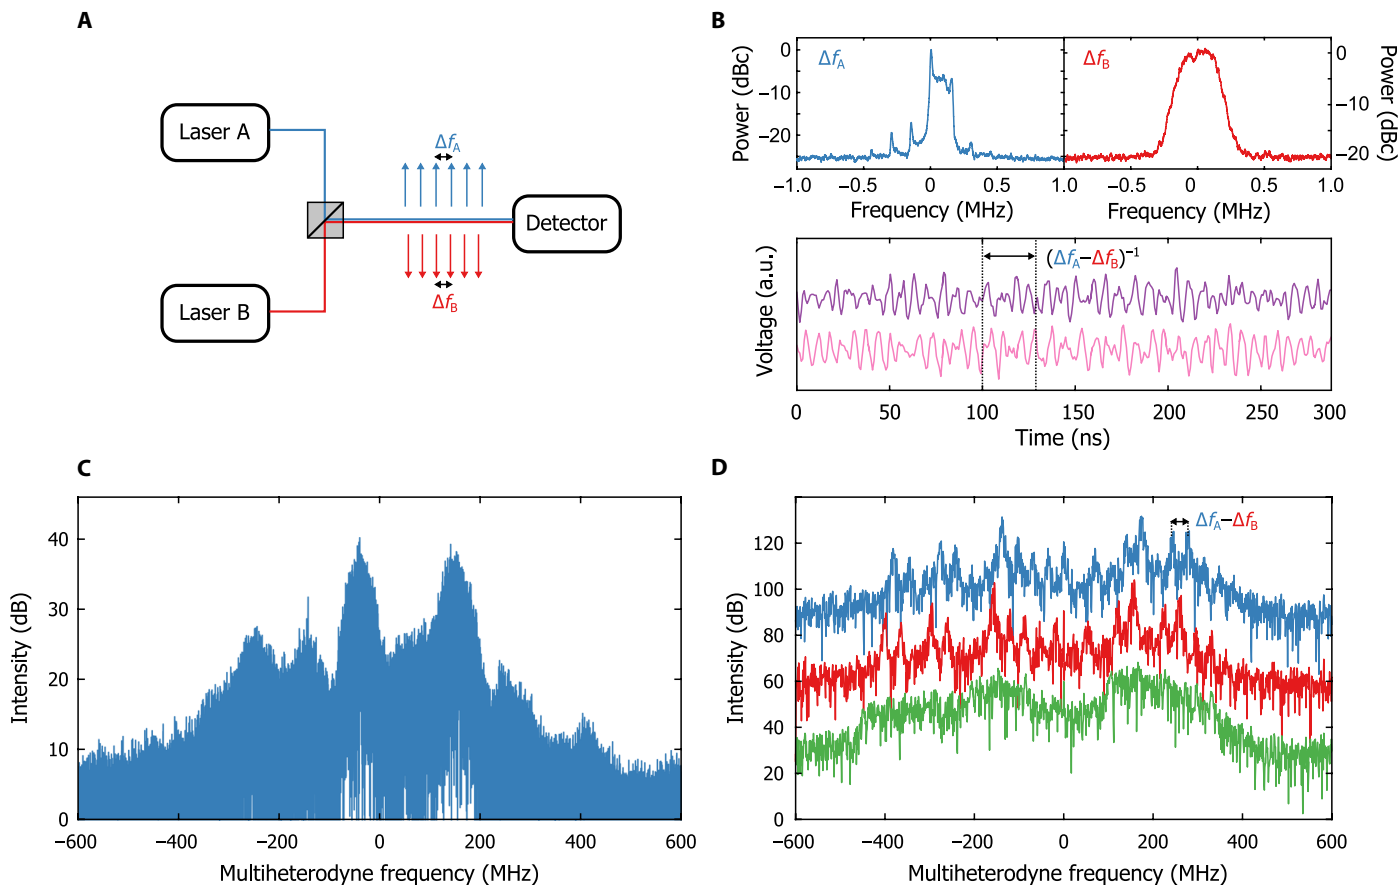 A
Laser A
Laser B
Δf_A
Δf_B
Detector
B
Power (dBc)
0
−10
−20
Δf_A
Δf_B
0
−10
−20
Power (dBc)
−1.0
−0.5
0
0.5
−1.0
−0.5
0
0.5
1.0
Frequency (MHz)
Frequency (MHz)
Voltage (a.u.)
(Δf_A−Δf_B)⁻¹
0
50
100
150
200
250
300
Time (ns)
C
Intensity (dB)
40
30
20
10
0
−600
−400
−200
0
200
400
600
Multiheterodyne frequency (MHz)
D
Intensity (dB)
120
100
80
60
40
20
0
Δf_A−Δf_B
−600
−400
−200
0
200
400
600
Multiheterodyne frequency (MHz)